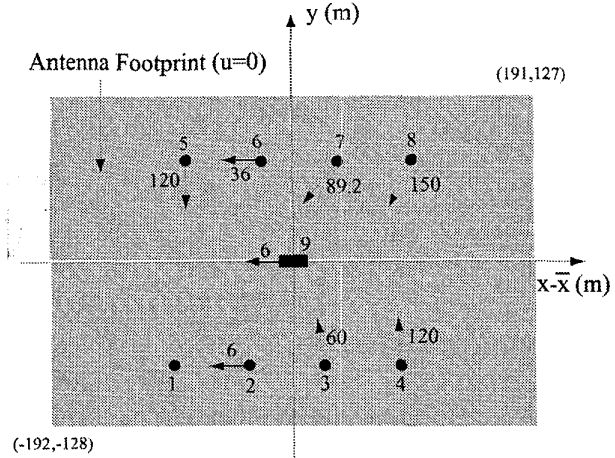 y (m)
Antenna Footprint (u=0)
(191,127)
5 6 7 8
120 36 89.2 150
6 9
x-x̅ (m)
6 60 120
1 2 3 4
(-192,-128)